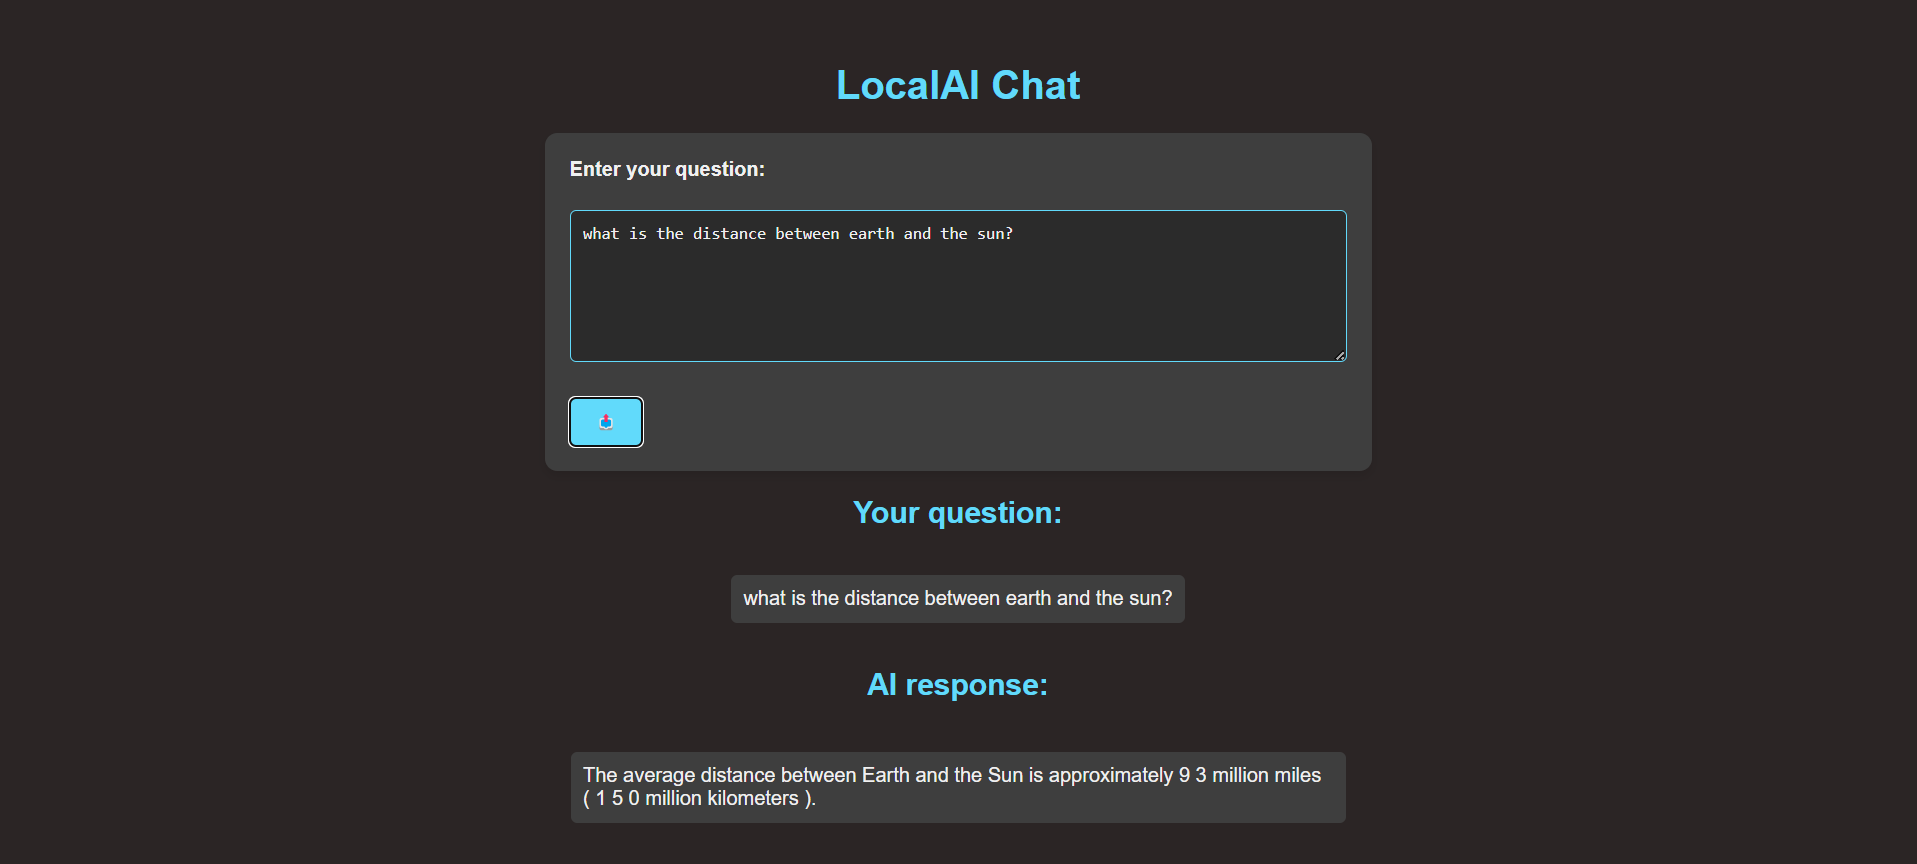 LocalAI Chat
Enter your question:
what is the distance between earth and the sun?
Your question:
what is the distance between earth and the sun?
AI response:
The average distance between Earth and the Sun is approximately 9 3 million miles
( 1 5 0 million kilometers ).